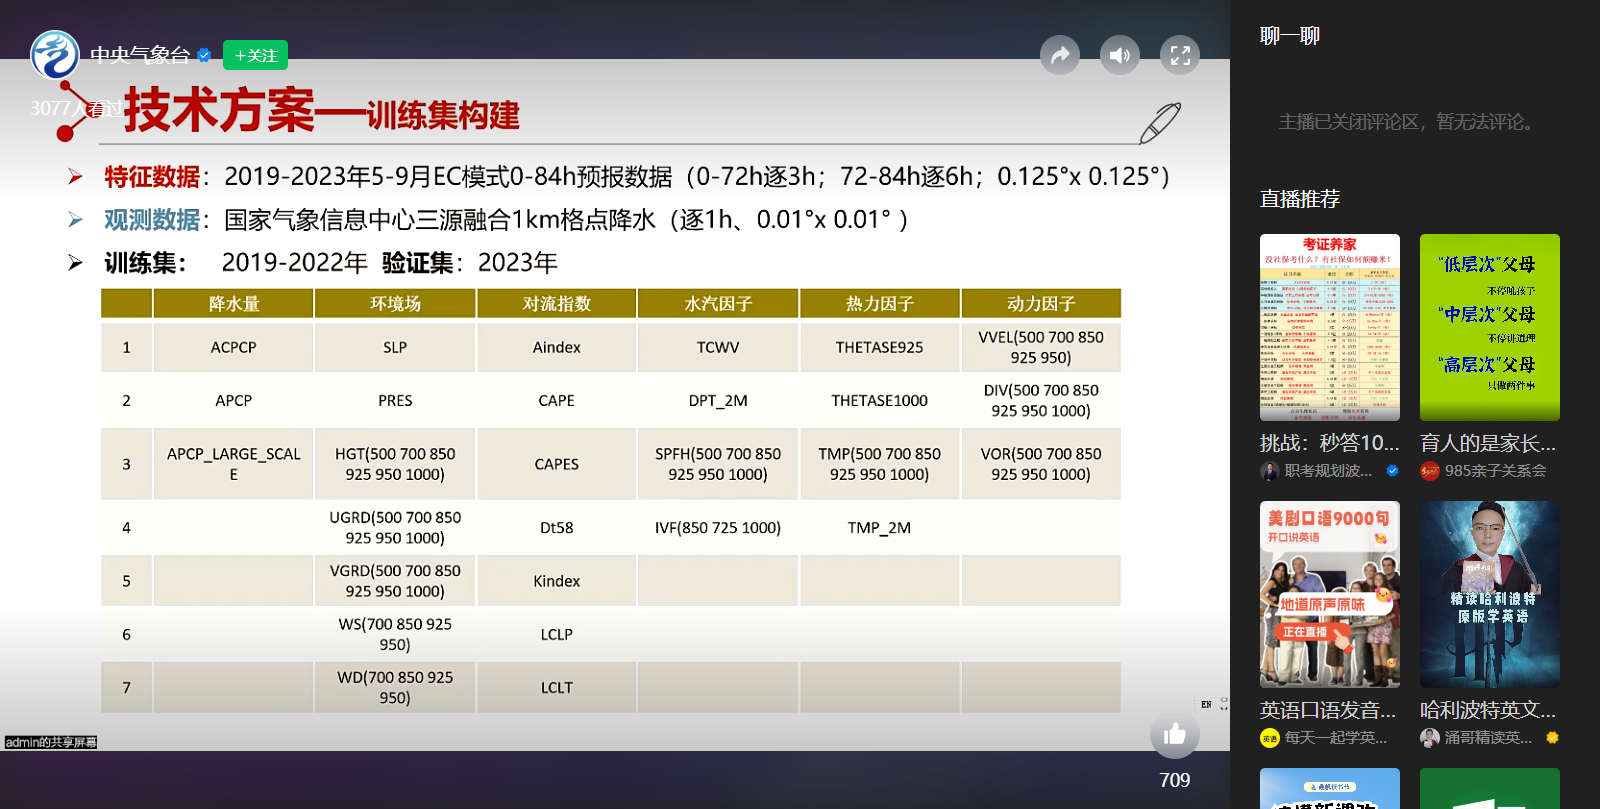 中央气象台
+关注
3077人看过
技术方案——训练集构建
特征数据：2019-2023年5-9月EC模式0-84h预报数据（0-72h逐3h；72-84h逐6h；0.125°x 0.125°）
观测数据：国家气象信息中心三源融合1km格点降水（逐1h、0.01°x 0.01° ）
训练集： 2019-2022年 验证集：2023年
降水量 环境场 对流指数 水汽因子 热力因子 动力因子
1 ACPCP SLP Aindex TCWV THETASE925 VVEL(500 700 850
925 950)
2 APCP PRES CAPE DPT_2M THETASE1000 DIV(500 700 850
925 950 1000)
3 APCP_LARGE_SCAL
E HGT(500 700 850
925 950 1000) CAPES SPFH(500 700 850
925 950 1000) TMP(500 700 850
925 950 1000) VOR(500 700 850
925 950 1000)
4 UGRD(500 700 850
925 950 1000) Dt58 IVF(850 725 1000) TMP_2M
5 VGRD(500 700 850
925 950 1000) Kindex
6 WS(700 850 925
950) LCLP
7 WD(700 850 925
950) LCLT
EN
admin的共享屏幕
709
聊一聊
主播已关闭评论区，暂无法评论。
直播推荐
考证养家
没社保考什么？有社保如何领赚米！
挑战：秒答10...
职考规划波...
"低层次"父母
不停吼孩子
"中层次"父母
不停讲道理
"高层次"父母
只做两件事
育人的是家长...
985亲子关系会
美剧口语9000句
开口说英语
地道原声原味
正在直播
英语口语发音...
英语
每天一起学英...
精读哈利波特
原版学英语
哈利波特英文...
涌哥精读英...